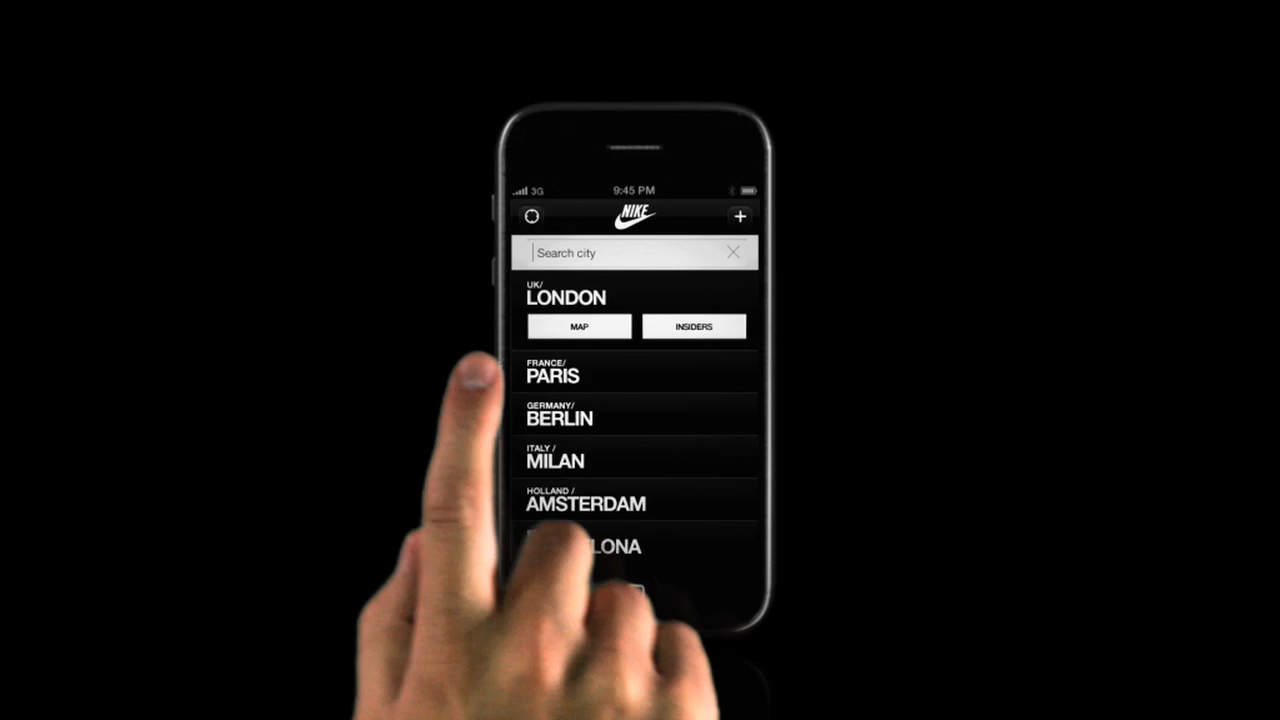 3G 9:45 PM
NIKE
Search city
UK/
LONDON
MAP INSIDERS
FRANCE/
PARIS
GERMANY/
BERLIN
ITALY /
MILAN
HOLLAND /
AMSTERDAM
LONA